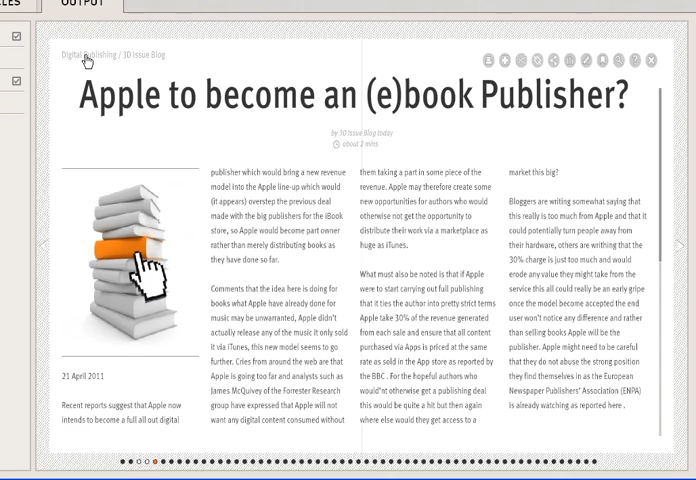 OUTPUT
Digital Publishing / 3D Issue Blog
Apple to become an (e)book Publisher?
by 3D Issue Blog today
about 2 mins
21 April 2011
Recent reports suggest that Apple now
intends to become a full all out digital
publisher which would bring a new revenue
model into the Apple line-up which would
(it appears) overstep the previous deal
made with the big publishers for the iBook
store, so Apple would become part owner
rather than merely distributing books as
they have done so far.
Comments that the idea here is doing for
books what Apple have already done for
music may be unwarranted, Apple didn't
actually release any of the music it only sold
it via iTunes, this new model seems to go
further. Cries from around the web are that
Apple is going too far and analysts such as
James McQuivey of the Forrester Research
group have expressed that Apple will not
want any digital content consumed without
them taking a part in some piece of the
revenue. Apple may therefore create some
new opportunities for authors who would
otherwise not get the opportunity to
distribute their work via a marketplace as
huge as iTunes.
What must also be noted is that if Apple
were to start carrying out full publishing
that it ties the author into pretty strict terms
Apple take 30% of the revenue generated
from each sale and ensure that all content
purchased via Apps is priced at the same
rate as sold in the App store as reported by
the BBC . For the hopeful authors who
would'nt otherwise get a publishing deal
this would be quite a hit but then again
where else would they get access to a
market this big?
Bloggers are writing somewhat saying that
this really is too much from Apple and that it
could potentially turn people away from
their hardware, others are writhing that the
30% charge is just too much and would
erode any value they might take from the
service this all could really be an early gripe
once the model become accepted the end
user won't notice any difference and rather
than selling books Apple will be the
publisher. Apple might need to be careful
that they do not abuse the strong position
they find themselves in as the European
Newspaper Publishers' Association (ENPA)
is already watching as reported here .